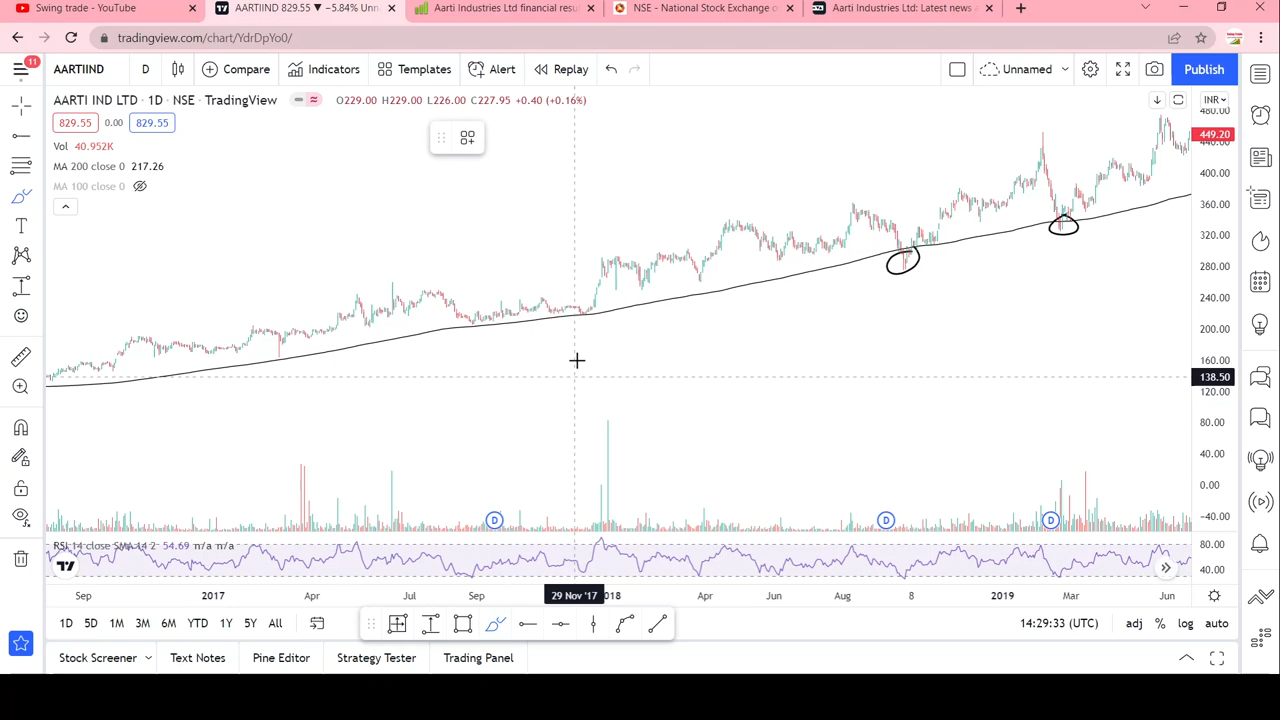 Swing trade - YouTube
AARTIIND 829.55 ▼ −5.84% Unn
Aarti Industries Ltd financial resul
NSE - National Stock Exchange o
Aarti Industries Ltd: Latest news a
tradingview.com/chart/YdrDpYo0/
11
AARTIIND
D
Compare
Indicators
Templates
Alert
Replay
Unnamed
Publish
AARTI IND LTD · 1D · NSE · TradingView
O229.00 H229.00 L226.00 C227.95 +0.40 (+0.16%)
INR
829.55
0.00
829.55
Vol 40.952K
MA 200 close 0 217.26
MA 100 close 0
480.00
449.20
440.00
400.00
360.00
320.00
280.00
240.00
200.00
160.00
138.50
120.00
80.00
40.00
0.00
−40.00
D
D
D
RSI 14 close SMA 14 2 54.69 n/a n/a
80.00
40.00
Sep
2017
Apr
Jul
Sep
29 Nov '17
2018
Apr
Jun
Aug
8
2019
Mar
Jun
1D
5D
1M
3M
6M
YTD
1Y
5Y
All
14:29:33 (UTC)
adj
%
log
auto
Stock Screener
Text Notes
Pine Editor
Strategy Tester
Trading Panel